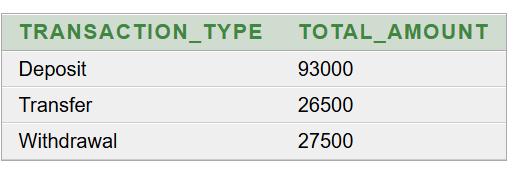 TRANSACTION_TYPE TOTAL_AMOUNT
Deposit 93000
Transfer 26500
Withdrawal 27500